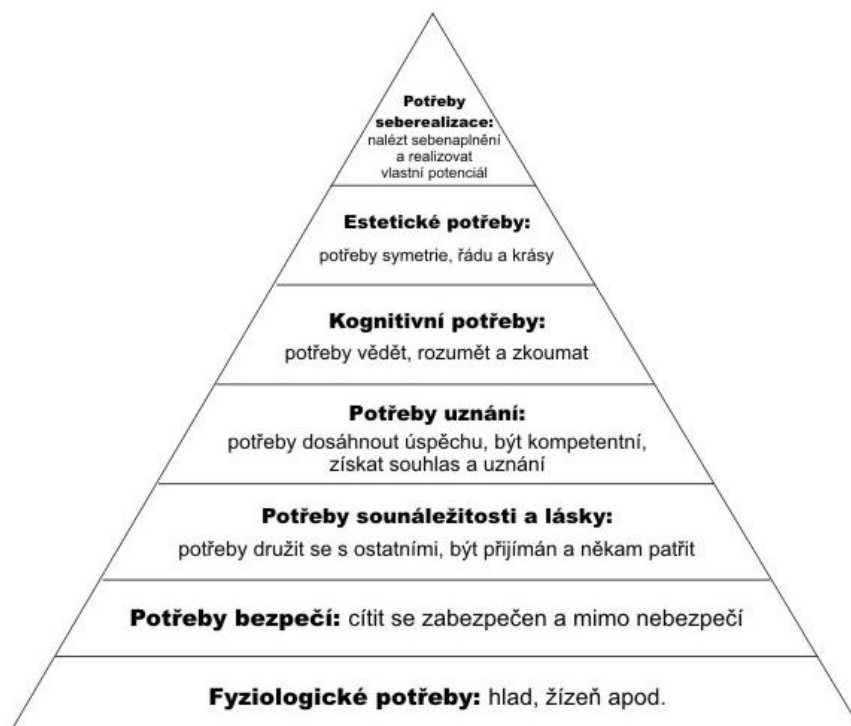 Potřeby
seberealizace:
nalézt sebenaplnění
a realizovat
vlastní potenciál
Estetické potřeby:
potřeby symetrie, řádu a krásy
Kognitivní potřeby:
potřeby vědět, rozumět a zkoumat
Potřeby uznání:
potřeby dosáhnout úspěchu, být kompetentní,
získat souhlas a uznání
Potřeby sounáležitosti a lásky:
potřeby družit se s ostatními, být přijímán a někam patřit
Potřeby bezpečí: cítit se zabezpečen a mimo nebezpečí
Fyziologické potřeby: hlad, žízeň apod.